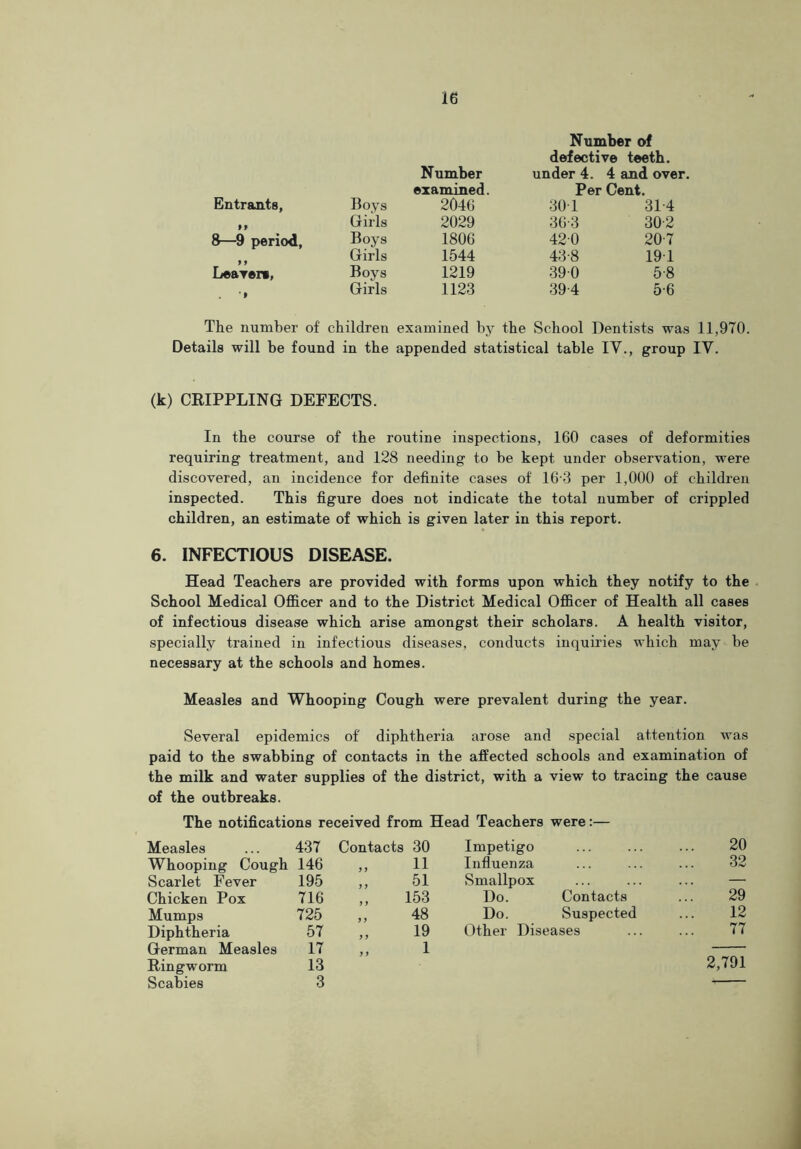 16
Number of
defective teeth.
Number under 4. 4 and over.
examined. Per Cent.
Entrants, Boys 2046 30·1 31·4
,, Girls 2029 36·3 30·2
8—9 period, Boys 1806 42·0 20·7
,, Girls 1544 43·8 19·1
Leavers, Boys 1219 39·0 5·8
., Girls 1123 39·4 5·6
The number of children examined by the School Dentists was 11,970.
Details will be found in the appended statistical table IV., group IV.
(k) CRIPPLING DEFECTS.
In the course of the routine inspections, 160 cases of deformities
requiring treatment, and 128 needing to be kept under observation, were
discovered, an incidence for definite cases of 16·3 per 1,000 of children
inspected. This figure does not indicate the total number of crippled
children, an estimate of which is given later in this report.
6. INFECTIOUS DISEASE.
Head Teachers are provided with forms upon which they notify to the
School Medical Officer and to the District Medical Officer of Health all cases
of infectious disease which arise amongst their scholars. A health visitor,
specially trained in infectious diseases, conducts inquiries which may be
necessary at the schools and homes.
Measles and Whooping Cough were prevalent during the year.
Several epidemics of diphtheria arose and special attention was
paid to the swabbing of contacts in the affected schools and examination of
the milk and water supplies of the district, with a view to tracing the cause
of the outbreaks.
The notifications received from Head Teachers were:—
Measles ... 437 Contacts 30 Impetigo ... ... ... 20
Whooping Cough 146 ,, 11 Influenza ... ... ... 32
Scarlet Fever 195 ,, 51 Smallpox ... ... ... —
Chicken Pox 716 ,, 153 Do. Contacts ... 29
Mumps 725 ,, 48 Do. Suspected ... 12
Diphtheria 57 ,, 19 Other Diseases ... ... 77
German Measles 17 ,, 1
Ringworm 13 2,791
Scabies 3